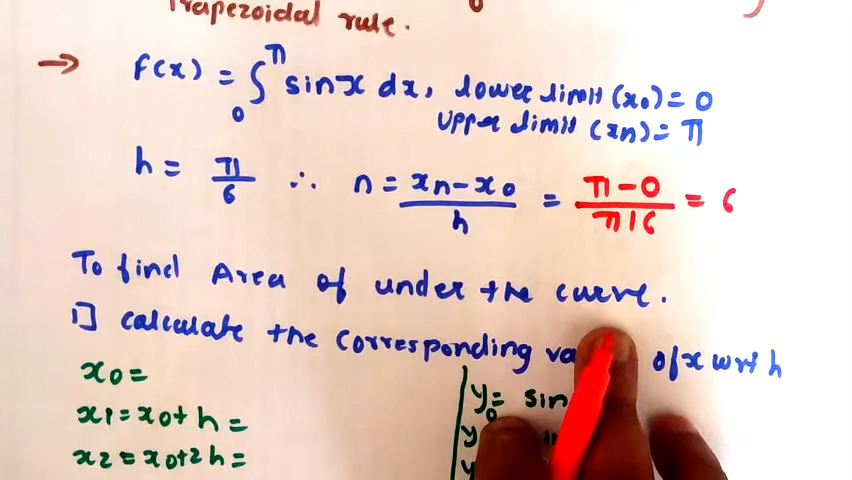 Trapezoidal rule.
→ f(x) = ∫₀^π sinx dx, lower limit (x₀) = 0
upper limit (xn) = π
h = π/6 ∴ n = xn-x₀/h = π-0/π/6 = 6
To find Area of under the curve.
1] calculate the corresponding of x wrt h
x₀ =
x₁ = x₀ + h =
x₂ = x₀ + 2h =
y₀ = sin
y
y